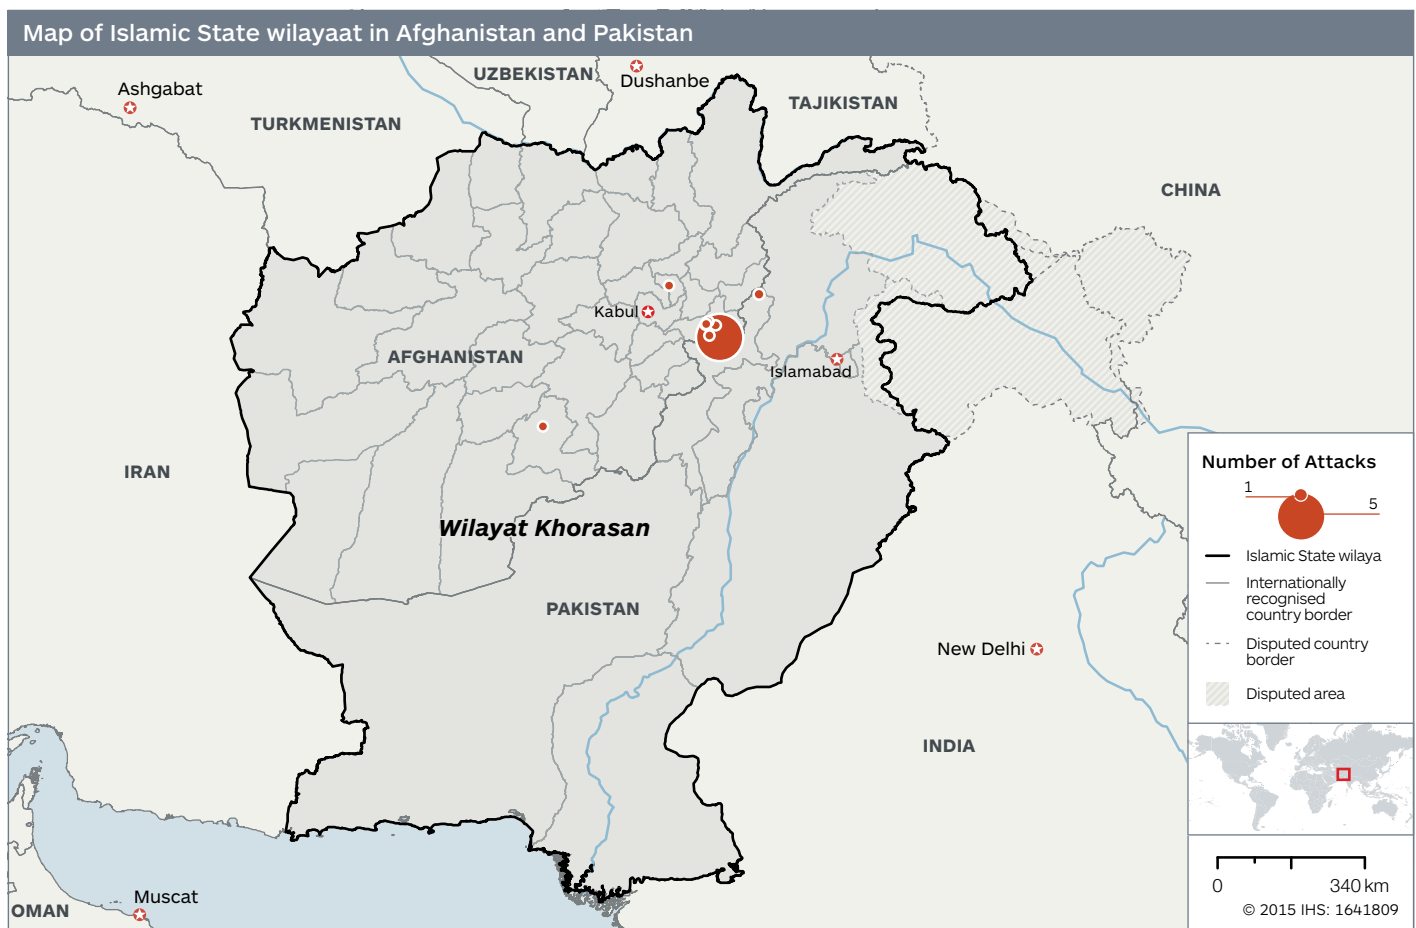 Map of Islamic State wilayaat in Afghanistan and Pakistan
UZBEKISTAN
Dushanbe
Ashgabat
TAJIKISTAN
TURKMENISTAN
CHINA
Kabul
AFGHANISTAN
Islamabad
IRAN
Wilayat Khorasan
PAKISTAN
New Delhi
INDIA
Muscat
OMAN
Number of Attacks
1
5
Islamic State wilaya
Internationally
recognised
country border
Disputed country
border
Disputed area
0
340 km
© 2015 IHS: 1641809